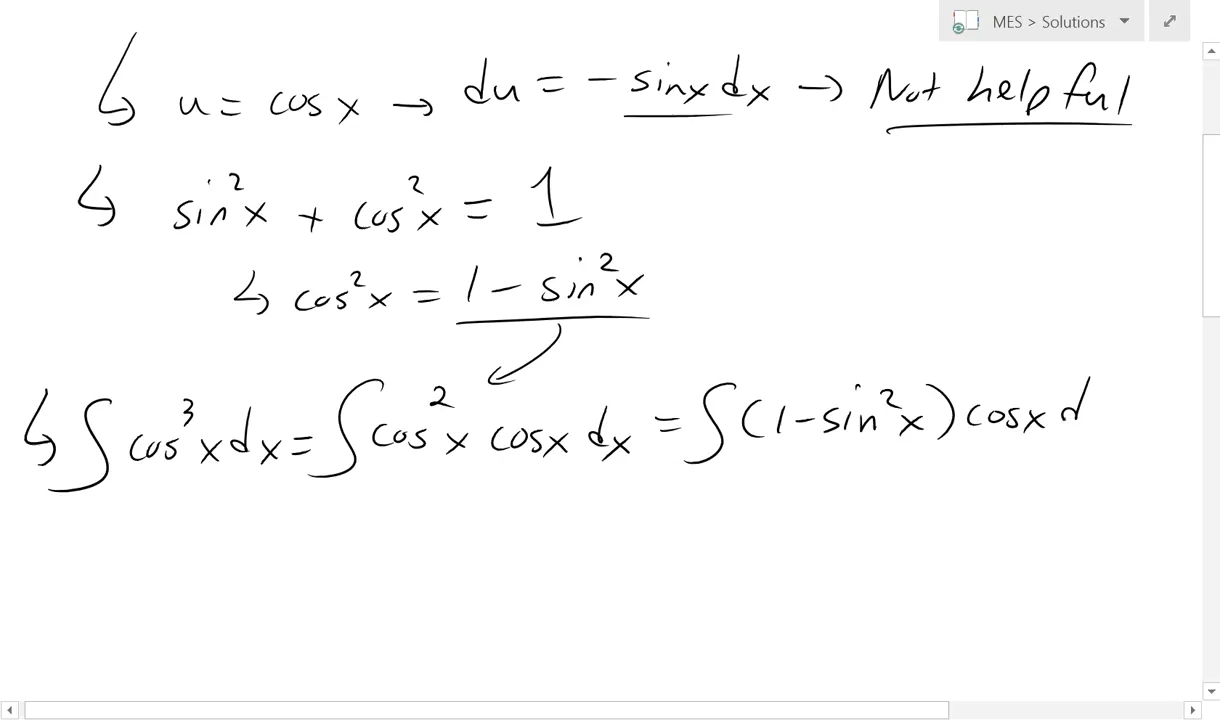 MES > Solutions
↳ u = cos x → du = - sinx dx → Not helpful
↳ sin²x + cos²x = 1
↳ cos²x = 1 - sin²x
↳ ∫ cos³x dx = ∫ cos²x cosx dx = ∫ (1-sin²x) cosx d